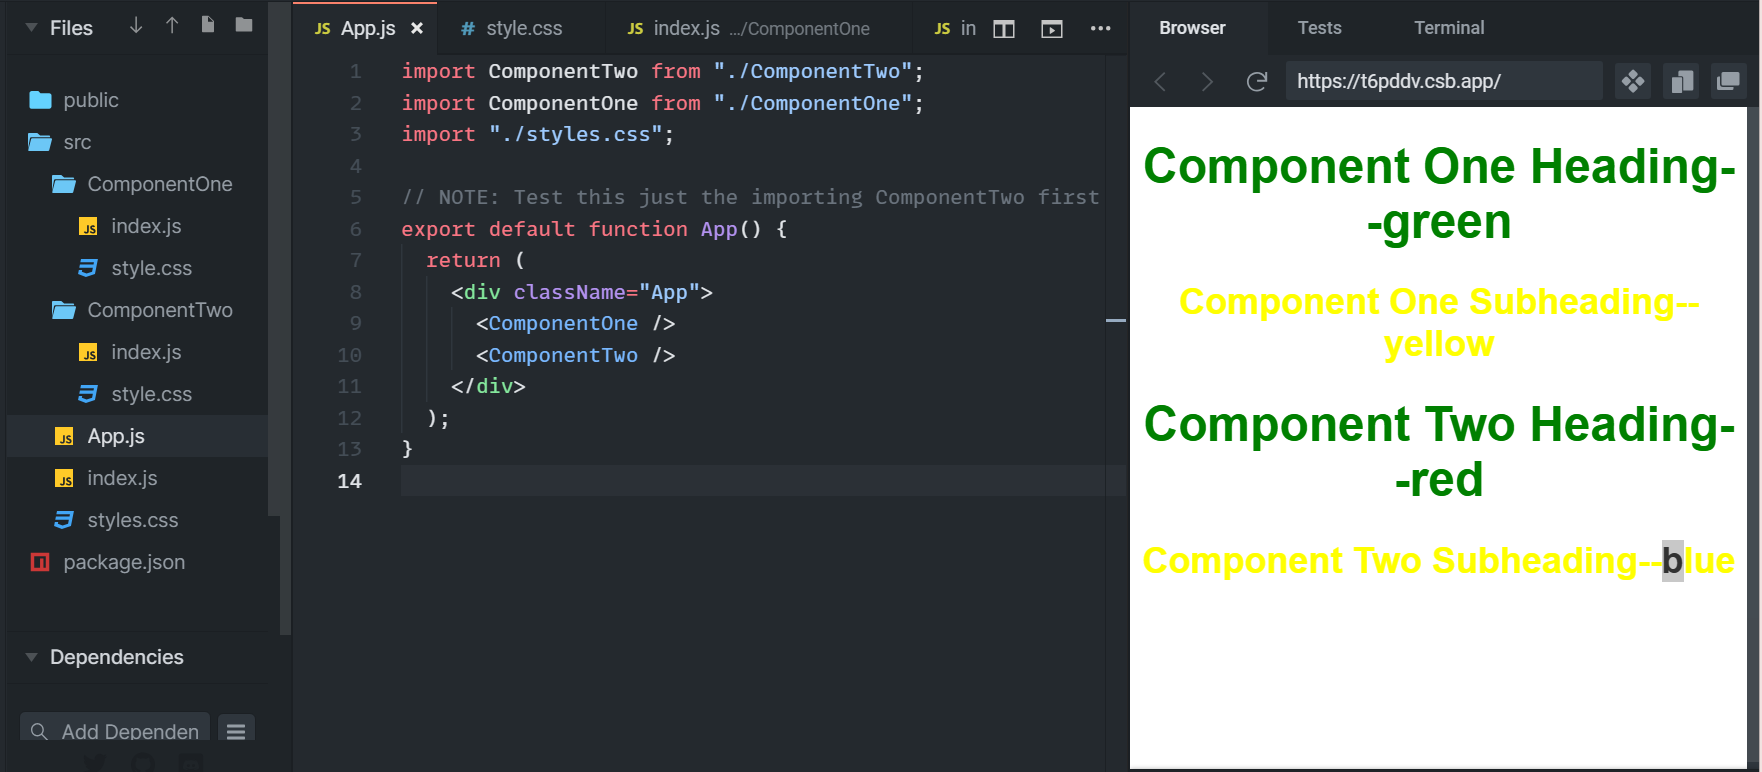 Files
public
src
ComponentOne
JS index.js
style.css
ComponentTwo
JS index.js
style.css
JS App.js
JS index.js
styles.css
package.json
Dependencies
Add Dependen
JS App.js ×
# style.css
JS index.js .../ComponentOne
JS in
1 import ComponentTwo from "./ComponentTwo";
2 import ComponentOne from "./ComponentOne";
3 import "./styles.css";
4
5 // NOTE: Test this just the importing ComponentTwo first
6 export default function App() {
7 return (
8 <div className="App">
9 <ComponentOne />
10 <ComponentTwo />
11 </div>
12 );
13 }
14
Browser Tests Terminal
https://t6pddv.csb.app/
Component One Heading-
-green
Component One Subheading--
yellow
Component Two Heading-
-red
Component Two Subheading--blue